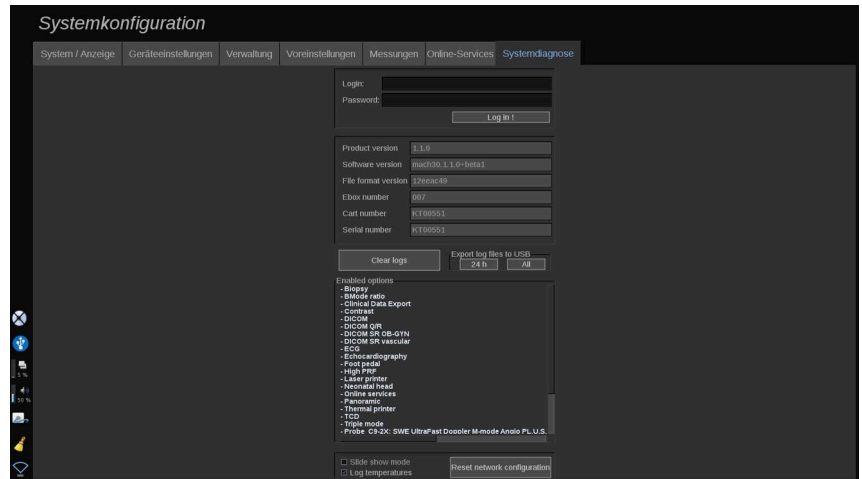 Systemkonfiguration
System / Anzeige Geräteeinstellungen Verwaltung Voreinstellungen Messungen Online-Services Systemdiagnose
Login:
Password:
Log in !
Product version 1.1.0
Software version mach30.1.1.0+beta1
File format version 12eeac49
Ebox number 007
Cart number KT00551
Serial number KT00551
Clear logs
Export log files to USB
24 h All
Enabled options
- Biopsy
- BMode ratio
- Clinical Data Export
- Contrast
- DICOM
- DICOM Q/R
- DICOM SR OB-GYN
- DICOM SR vascular
- ECG
- Echocardiography
- Foot pedal
- High PRF
- Laser printer
- Neonatal head
- Online services
- Panoramic
- Thermal printer
- TCD
- Triple mode
- Probe C9-2X: SWE UltraFast Doppler M-mode Angio PL.U.S.
5 %
50 %
Slide show mode
Log temperatures
Reset network configuration